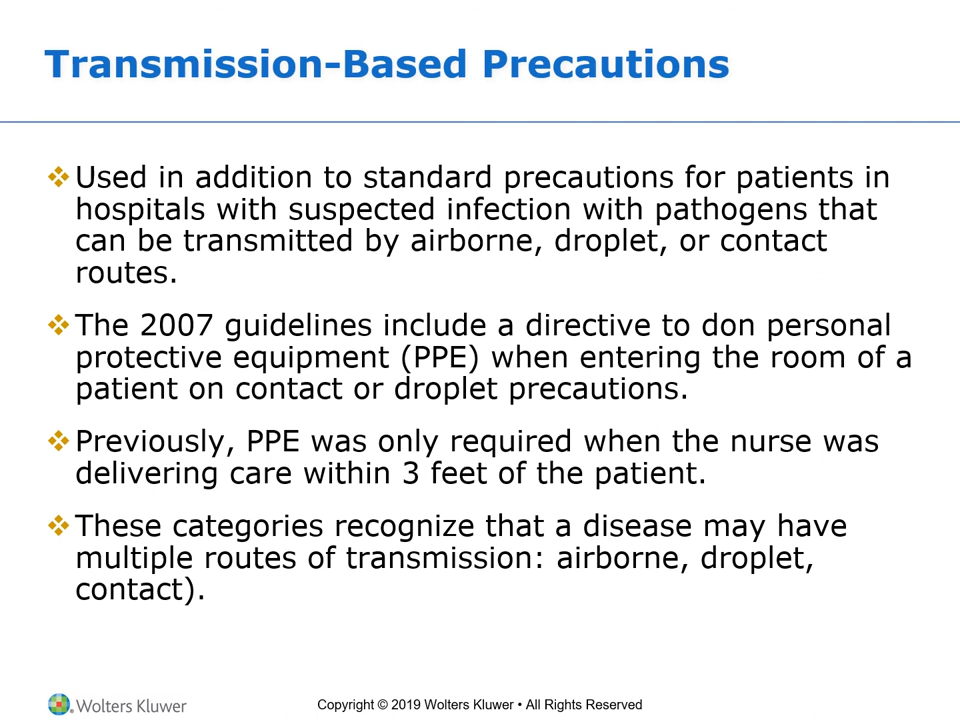 Transmission-Based Precautions
❖Used in addition to standard precautions for patients in
hospitals with suspected infection with pathogens that
can be transmitted by airborne, droplet, or contact
routes.
❖The 2007 guidelines include a directive to don personal
protective equipment (PPE) when entering the room of a
patient on contact or droplet precautions.
❖Previously, PPE was only required when the nurse was
delivering care within 3 feet of the patient.
❖These categories recognize that a disease may have
multiple routes of transmission: airborne, droplet,
contact).
Wolters Kluwer
Copyright © 2019 Wolters Kluwer • All Rights Reserved